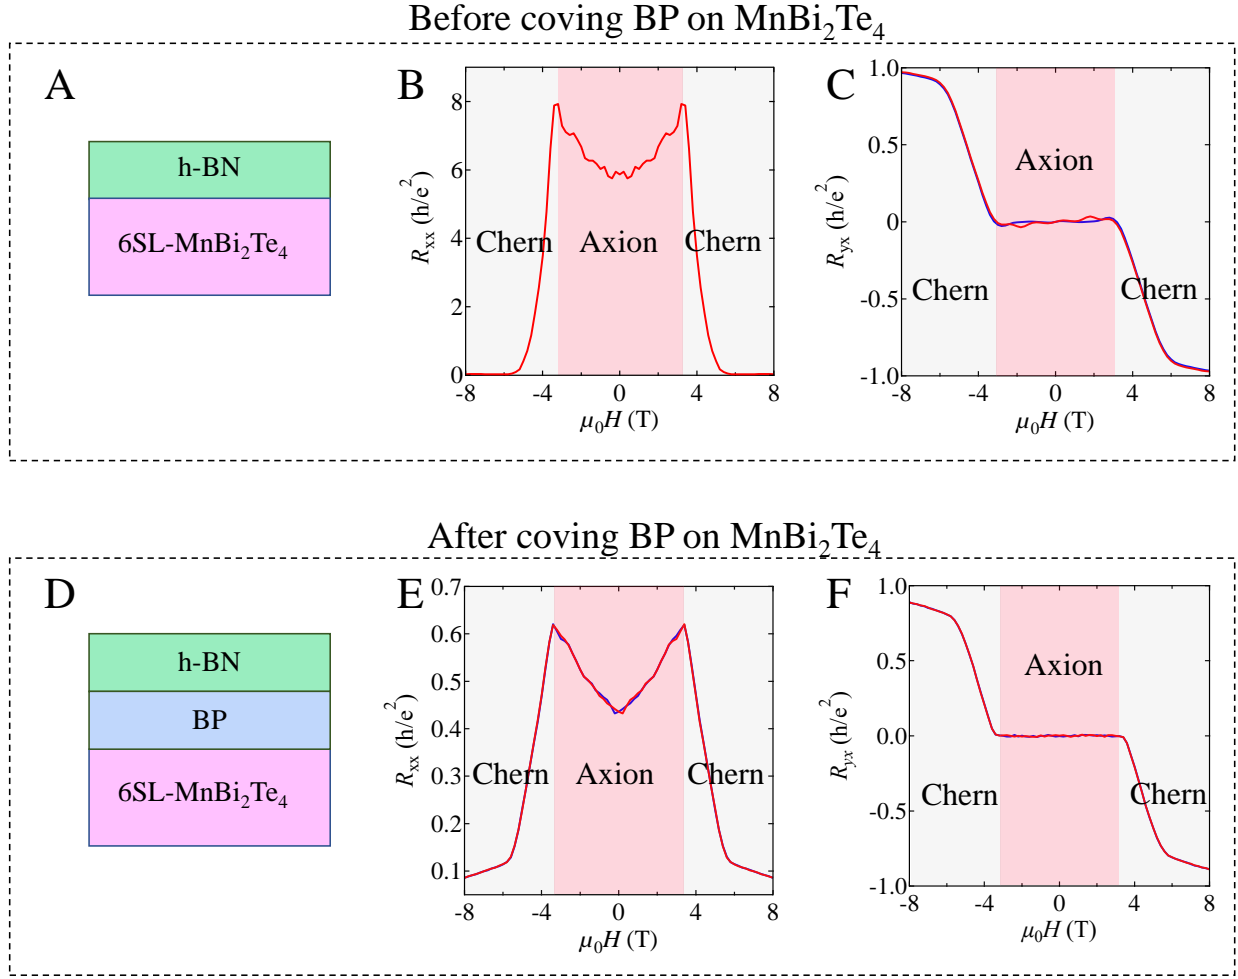 Before coving BP on MnBi₂Te₄
A
h-BN
6SL-MnBi₂Te₄
B
8
6
4
2
0
Rxx (h/e²)
Chern
Axion
Chern
-8
-4
0
4
8
μ₀H (T)
C
1.0
0.5
0
-0.5
-1.0
Ryx (h/e²)
Axion
Chern
Chern
-8
-4
0
4
8
μ₀H (T)
After coving BP on MnBi₂Te₄
D
h-BN
BP
6SL-MnBi₂Te₄
E
0.7
0.6
0.5
0.4
0.3
0.2
0.1
Rxx (h/e²)
Chern
Axion
Chern
-8
-4
0
4
8
μ₀H (T)
F
1.0
0.5
0.0
-0.5
-1.0
Ryx (h/e²)
Axion
Chern
Chern
-8
-4
0
4
8
μ₀H (T)